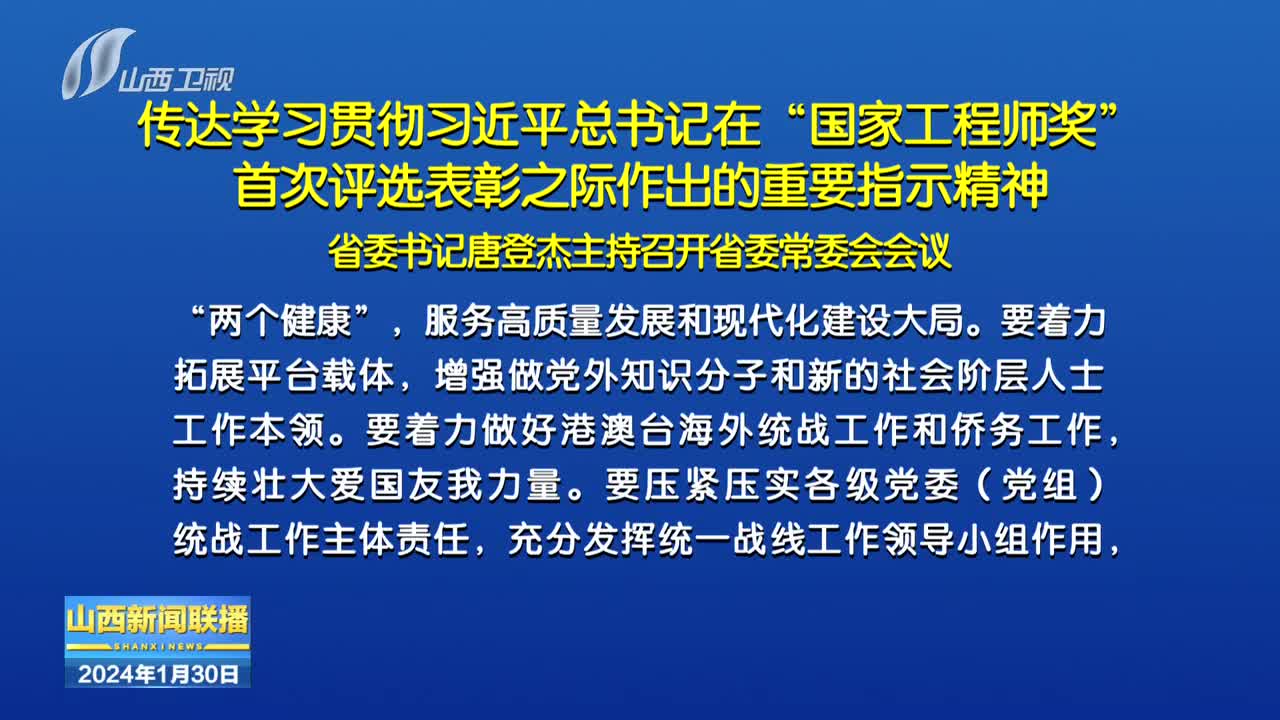 山西卫视
传达学习贯彻习近平总书记在“国家工程师奖”
首次评选表彰之际作出的重要指示精神
省委书记唐登杰主持召开省委常委会会议
“两个健康”，服务高质量发展和现代化建设大局。要着力
拓展平台载体，增强做党外知识分子和新的社会阶层人士
工作本领。要着力做好港澳台海外统战工作和侨务工作，
持续壮大爱国友我力量。要压紧压实各级党委（党组）
统战工作主体责任，充分发挥统一战线工作领导小组作用，
山西新闻联播
SHANXI NEWS
2024年1月30日